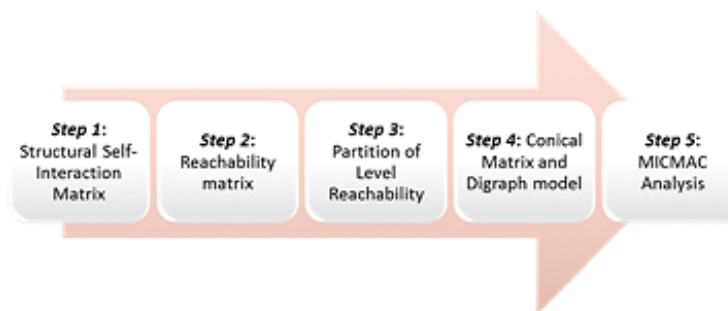 Step 1:
Structural Self-
Interaction
Matrix
Step 2:
Reachability
matrix
Step 3:
Partition of
Level
Reachability
Step 4: Conical
Matrix and
Digraph model
Step 5:
MICMAC
Analysis